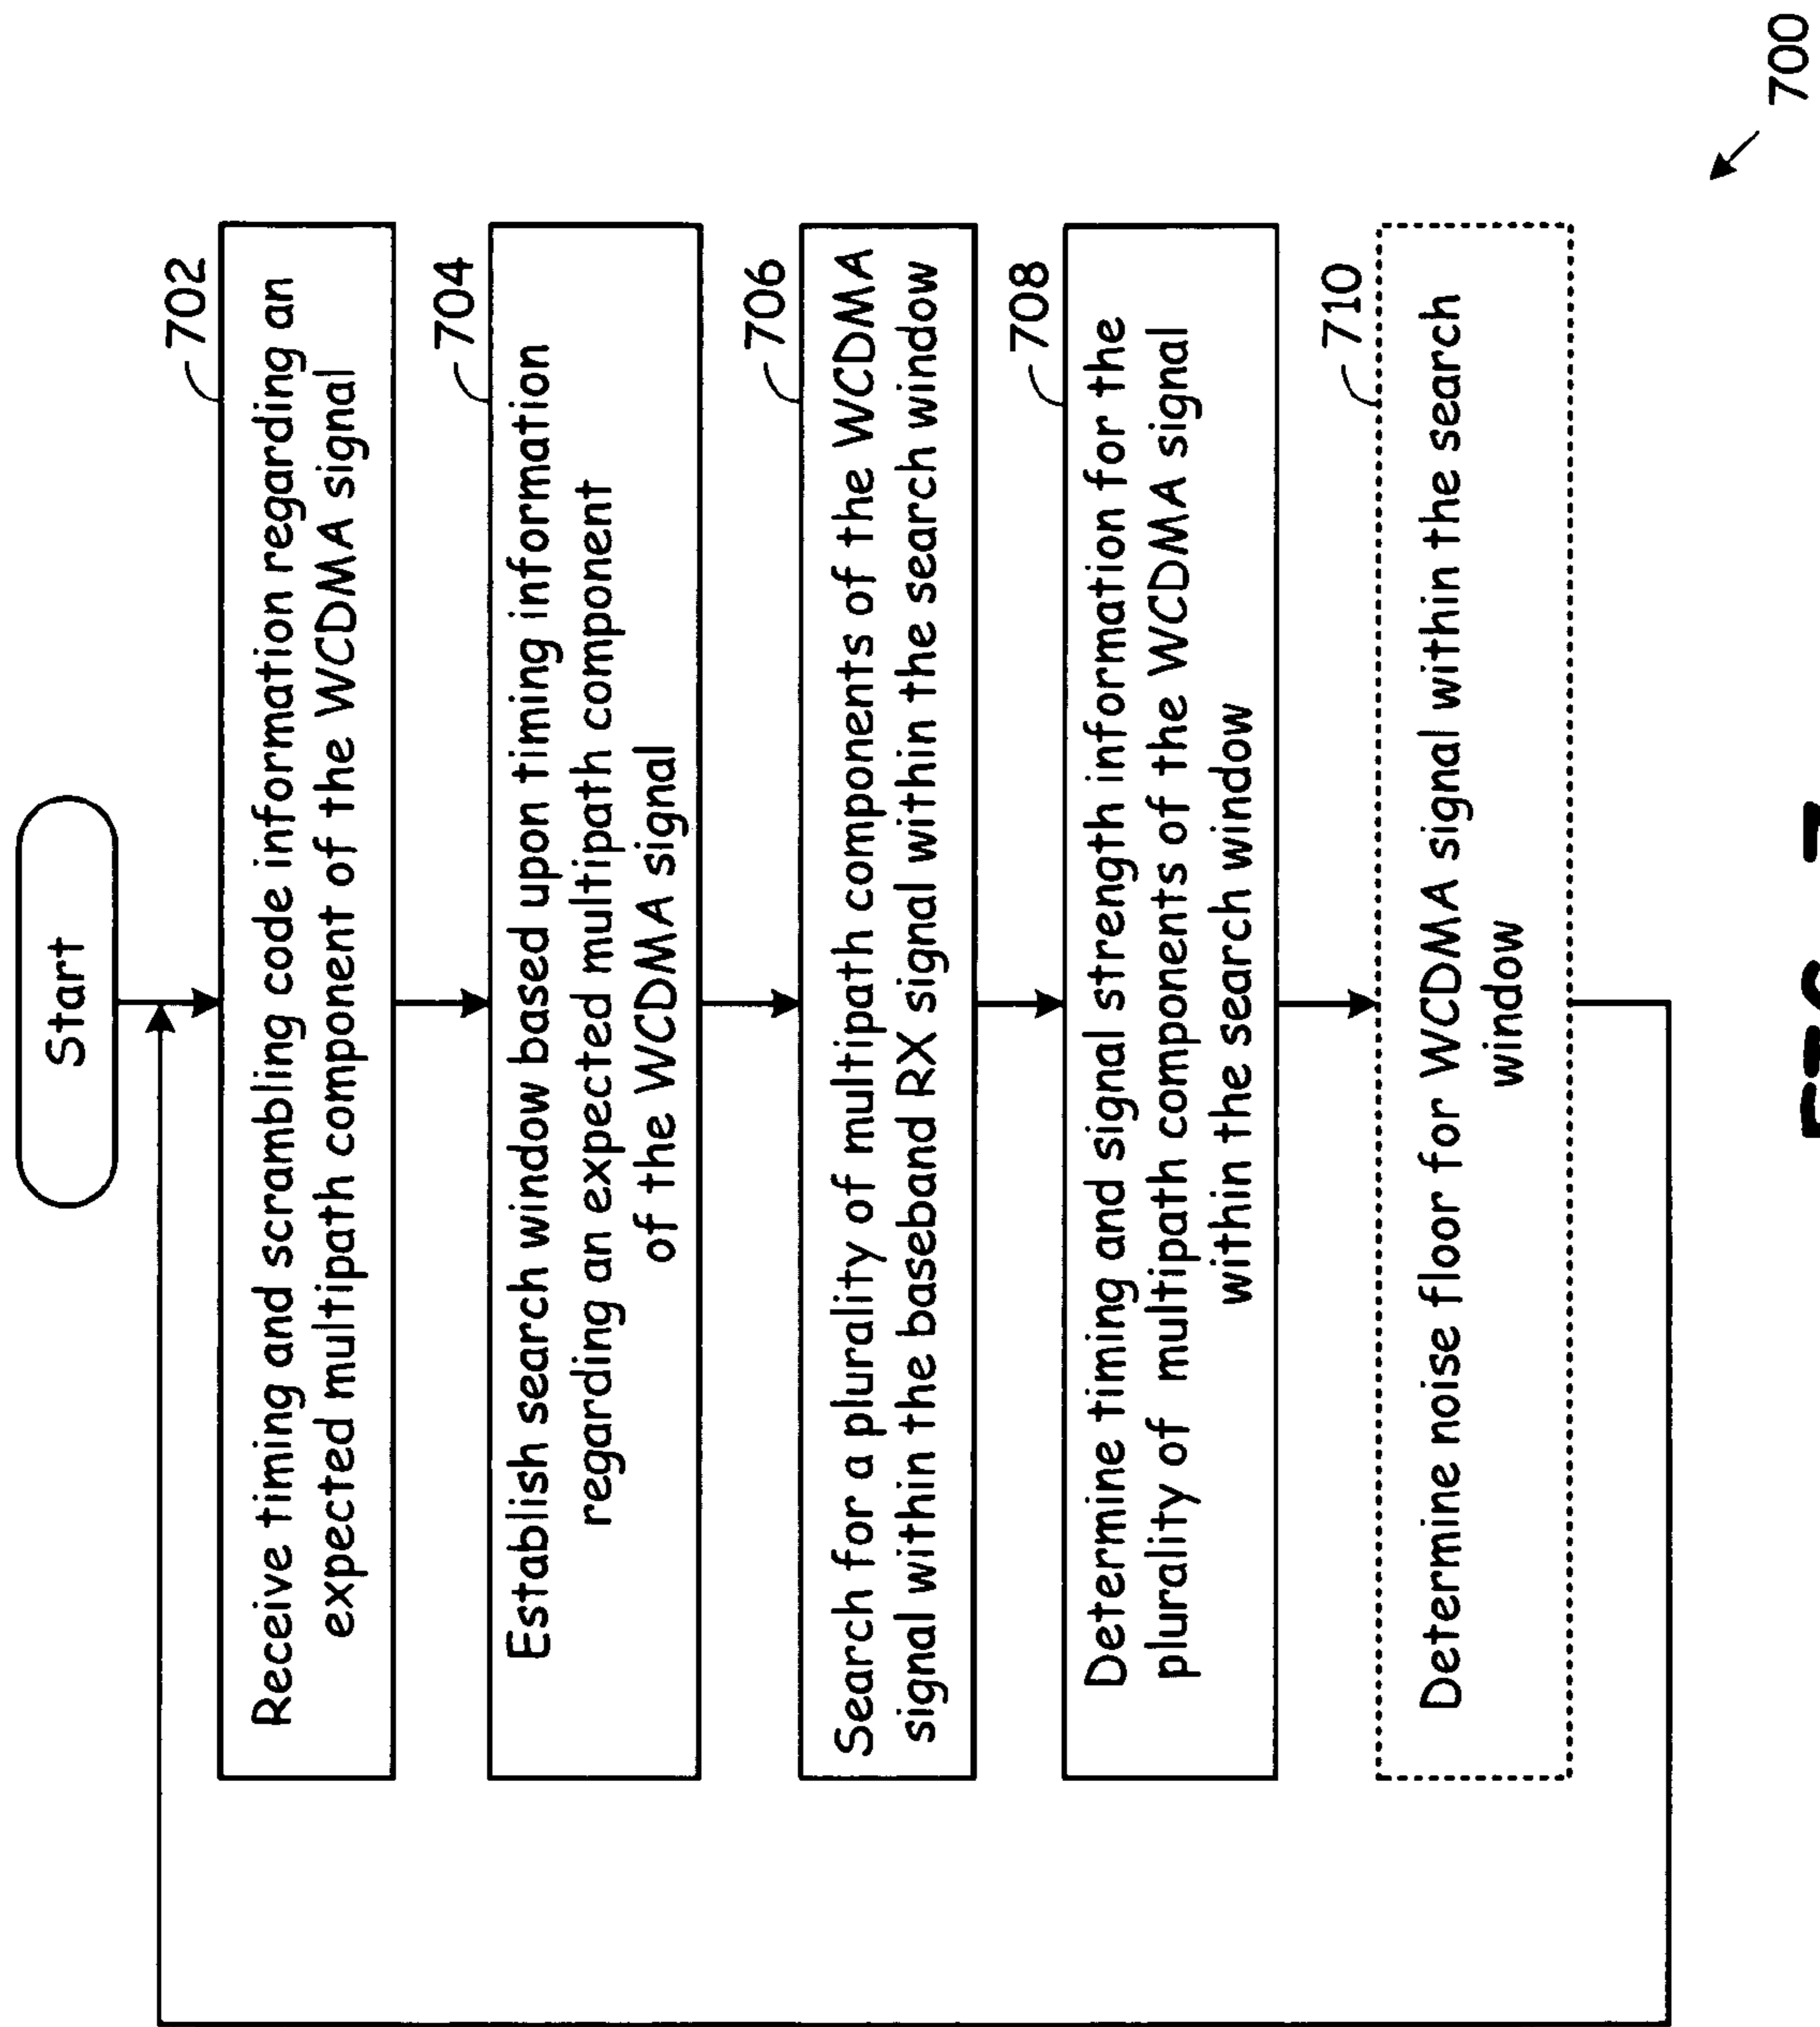 Start
702
Receive timing and scrambling code information regarding an
expected multipath component of the WCDMA signal
704
Establish search window based upon timing information
regarding an expected multipath component
of the WCDMA signal
706
Search for a plurality of multipath components of the WCDMA
signal within the baseband RX signal within the search window
708
Determine timing and signal strength information for the
plurality of multipath components of the WCDMA signal
within the search window
710
Determine noise floor for WCDMA signal within the search
window
700